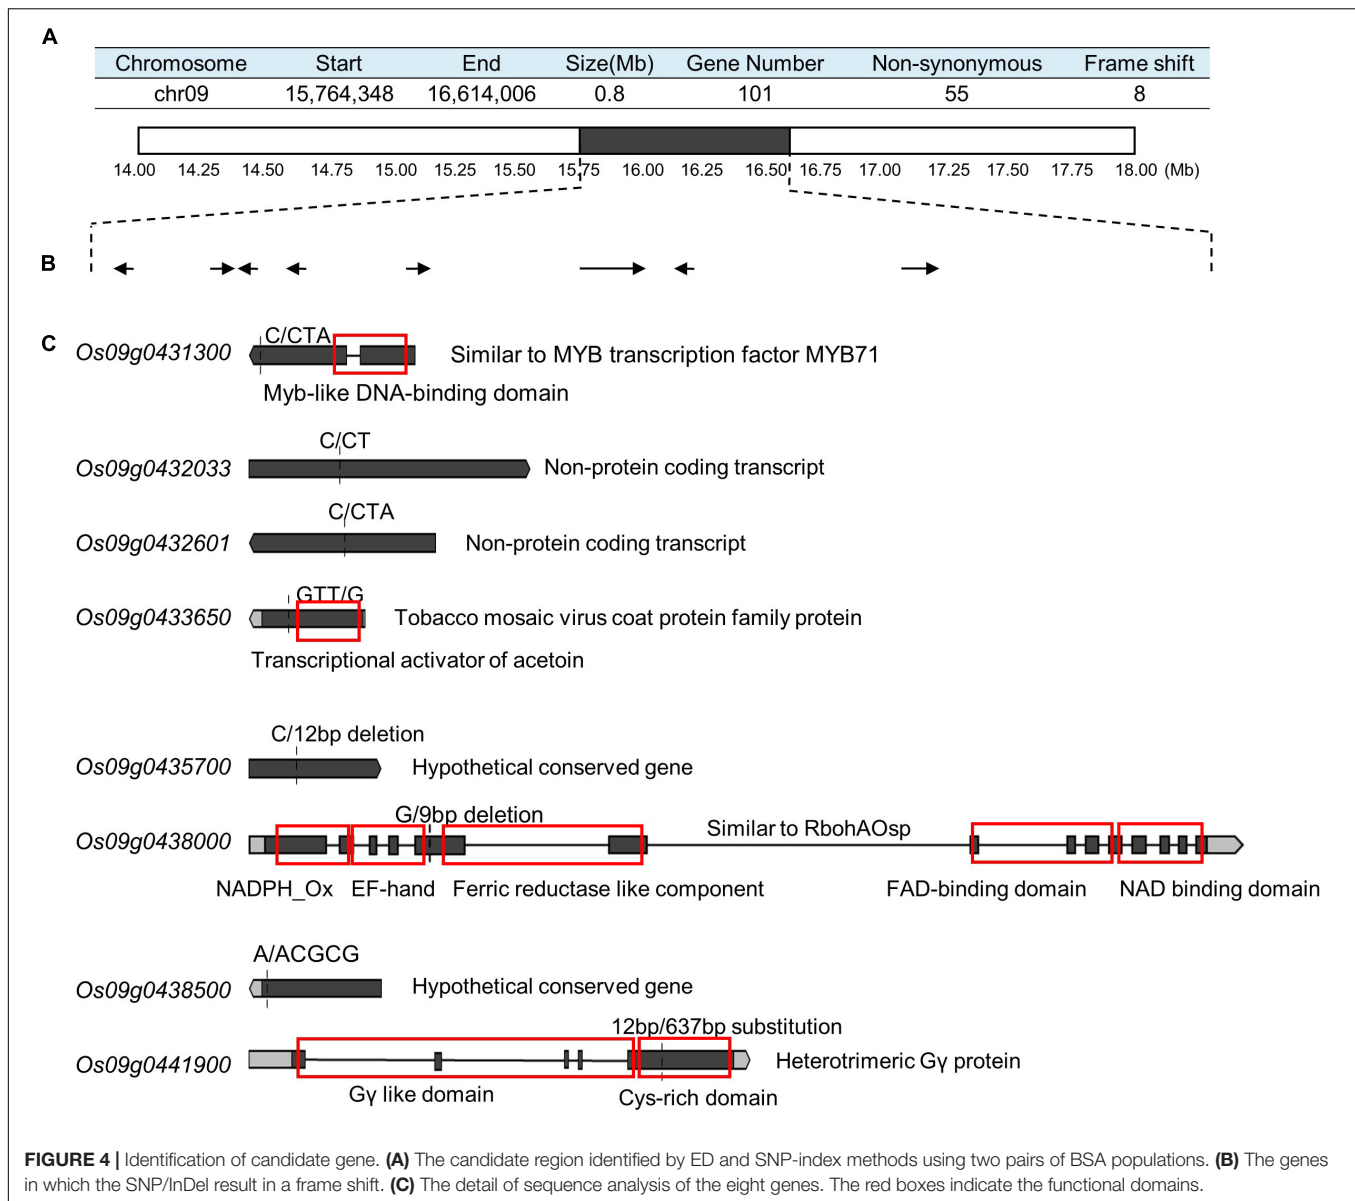 A
Chromosome Start End Size(Mb) Gene Number Non-synonymous Frame shift
chr09 15,764,348 16,614,006 0.8 101 55 8
14.00 14.25 14.50 14.75 15.00 15.25 15.50 15.75 16.00 16.25 16.50 16.75 17.00 17.25 17.50 17.75 18.00 (Mb)
B
C
C/CTA
Os09g0431300 Similar to MYB transcription factor MYB71
Myb-like DNA-binding domain
C/CT
Os09g0432033 Non-protein coding transcript
C/CTA
Os09g0432601 Non-protein coding transcript
GTT/G
Os09g0433650 Tobacco mosaic virus coat protein family protein
Transcriptional activator of acetoin
C/12bp deletion
Os09g0435700 Hypothetical conserved gene
G/9bp deletion
Os09g0438000 Similar to RbohAOsp
NADPH_Ox EF-hand Ferric reductase like component FAD-binding domain NAD binding domain
A/ACGCG
Os09g0438500 Hypothetical conserved gene
12bp/637bp substitution
Os09g0441900 Heterotrimeric Gγ protein
Gγ like domain Cys-rich domain
FIGURE 4 | Identification of candidate gene. (A) The candidate region identified by ED and SNP-index methods using two pairs of BSA populations. (B) The genes
in which the SNP/InDel result in a frame shift. (C) The detail of sequence analysis of the eight genes. The red boxes indicate the functional domains.